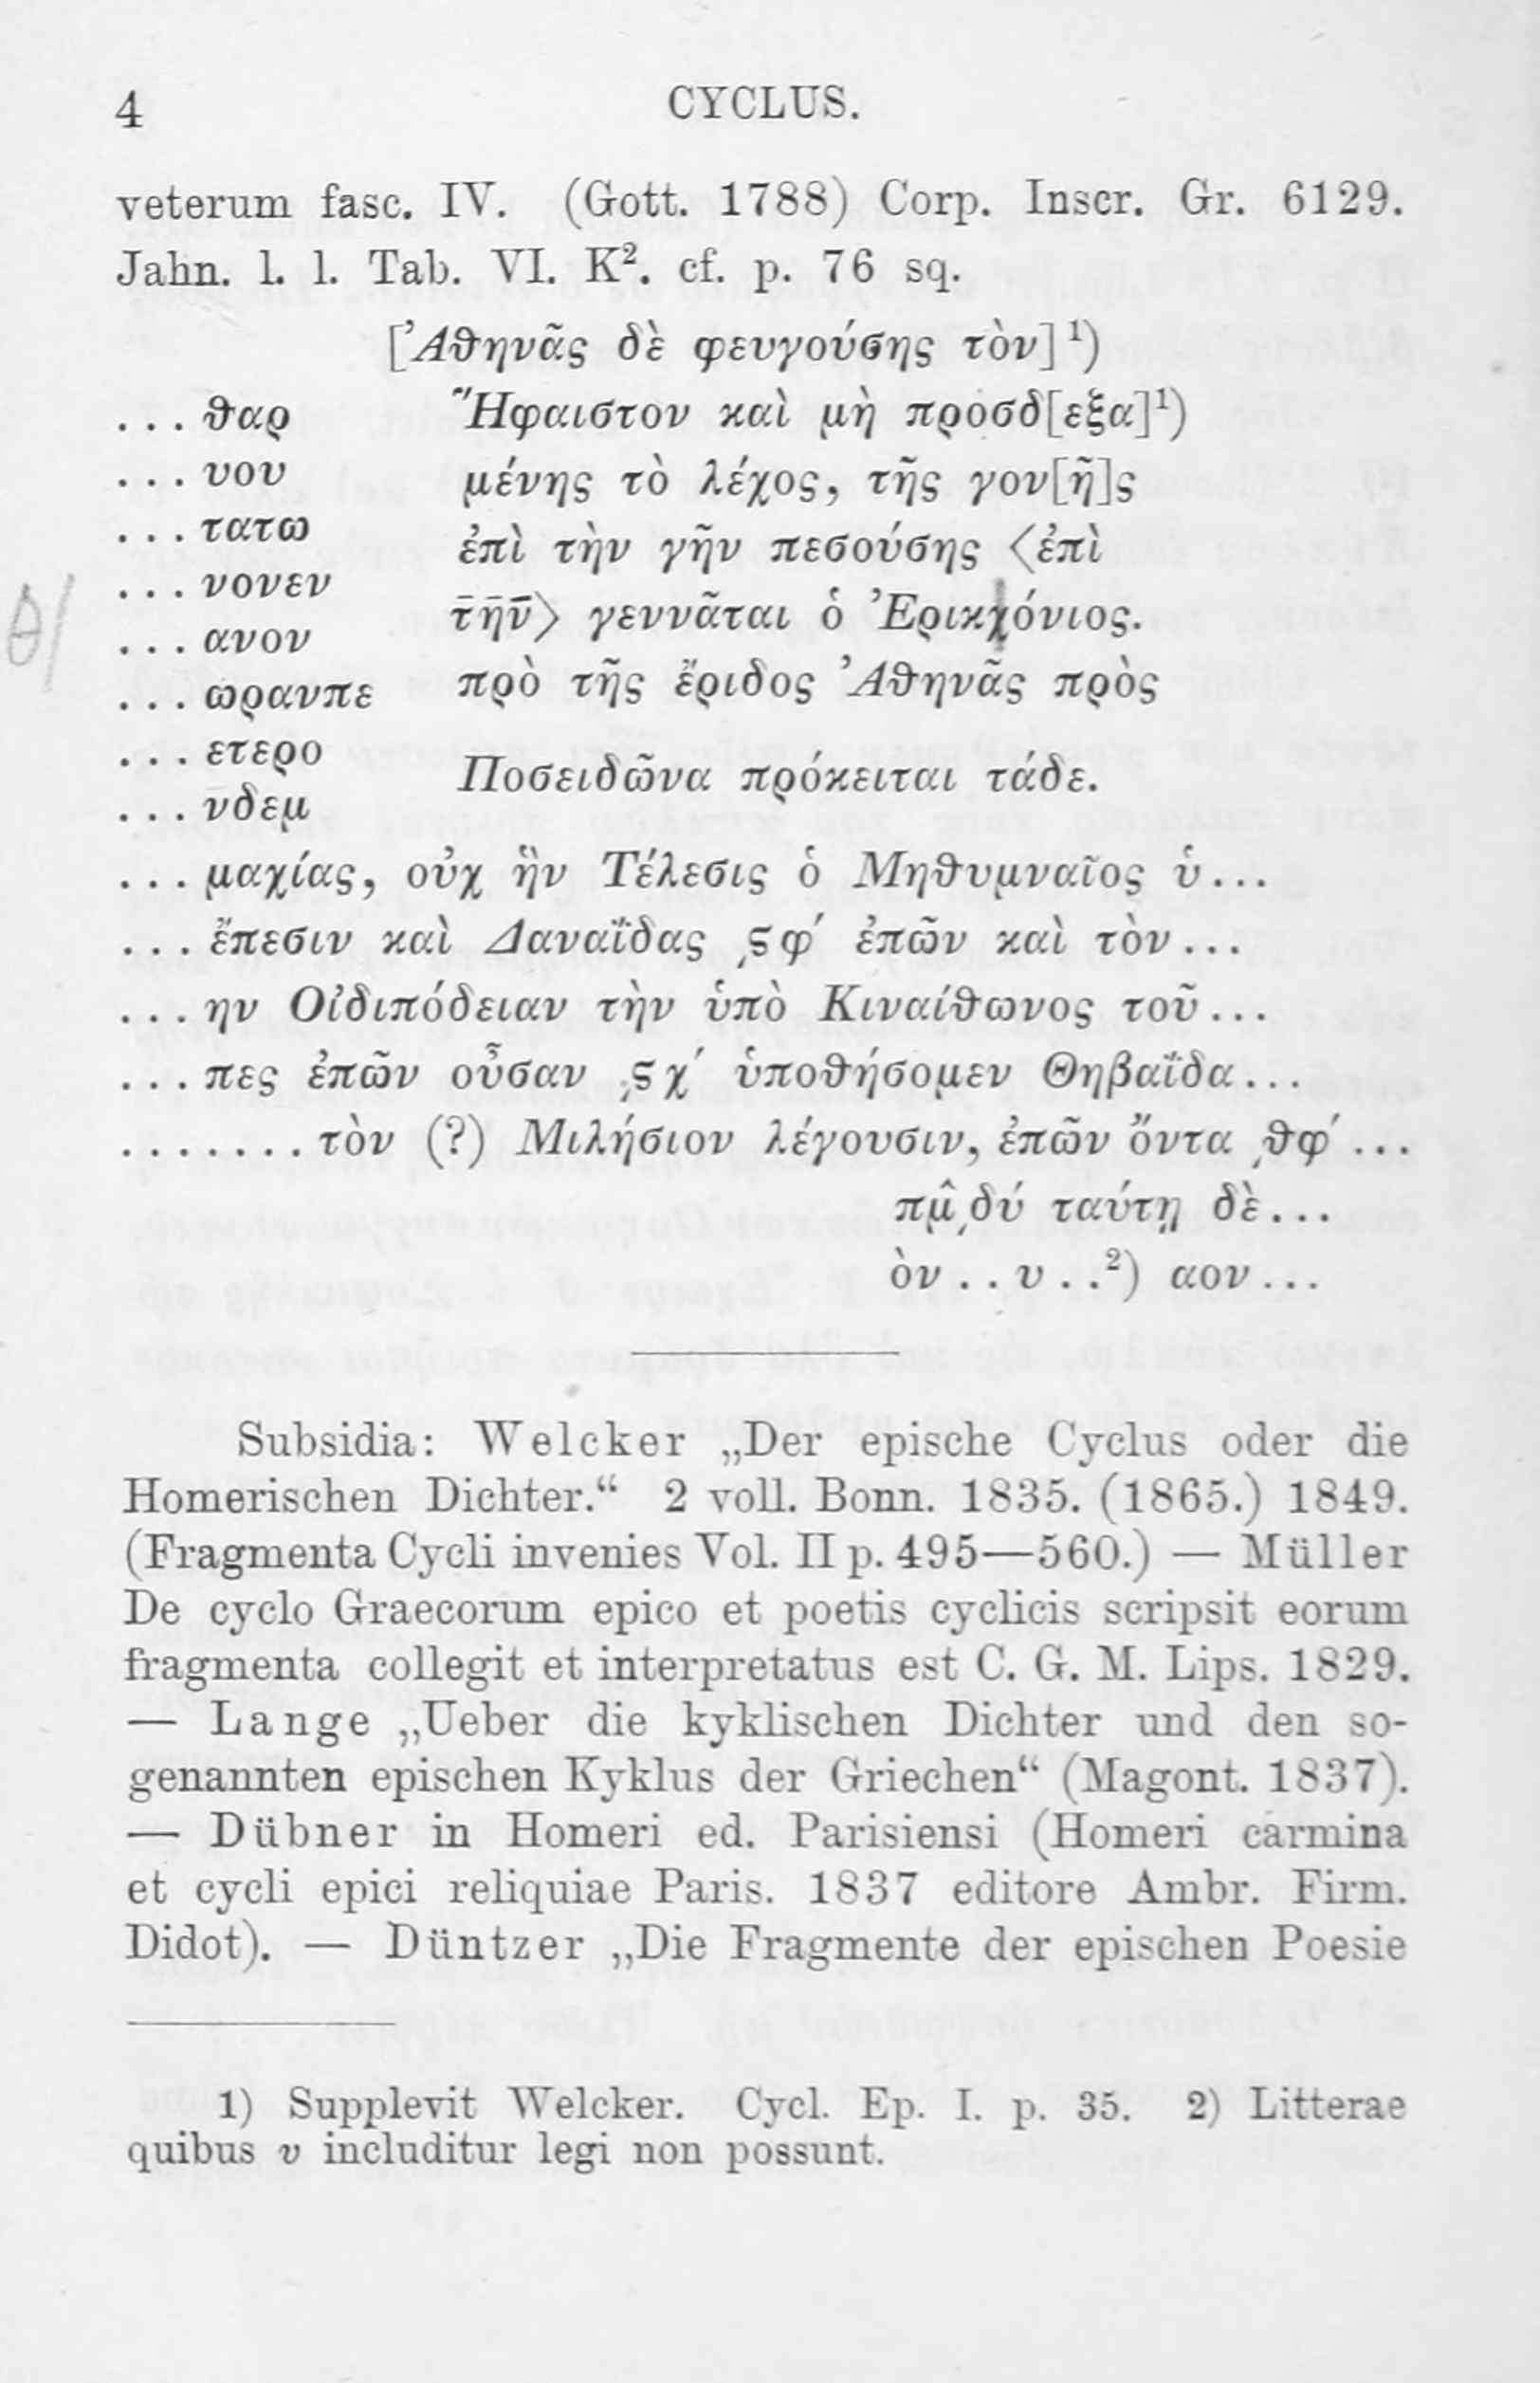 4 CYCLUS.
veterum fasc. IV. (Gott. 1788) Corp. Inscr. Gr. 6129.
Jahn. l. l. Tab. VI. K². cf. p. 76 sq.
[Ἀθηνᾶς δὲ φευγούσης τὸν]¹)
...θαρ
...υου
...τατω
...νονεν
...ανον
...ωρανπε
...ετερο
...νδεμ
Ἥφαιστον καὶ μὴ προσδ[εξα]¹)
μένης τὸ λέχος, τῆς γον[ῆ]ς
ἐπὶ τὴν γῆν πεσούσης ⟨ἐπὶ
τῆν⟩ γεννᾶται ὁ Ἐρικχόνιος.
πρὸ τῆς ἔριδος Ἀθηνᾶς πρὸς
Ποσειδῶνα πρόκειται τάδε.
θ/
...μαχίας, οὐχ ἣν Τέλεσις ὁ Μηθυμναῖος ὑ...
...ἔπεσιν καὶ Δαναΐδας ͵ϛφ′ ἐπῶν καὶ τὸν...
...ην Οἰδιπόδειαν τὴν ὑπὸ Κιναίθωνος τοῦ...
...πες ἐπῶν οὖσαν ͵ϛχ′ ὑποθήσομεν Θηβαΐδα...
........τὸν (?) Μιλήσιον λέγουσιν, ἐπῶν ὄντα ͵θφ′...
πμ̂͵δύ ταύτῃ δὲ...
ὸν..υ..²) αον...
Subsidia: Welcker „Der epische Cyclus oder die
Homerischen Dichter.“ 2 voll. Bonn. 1835. (1865.) 1849.
(Fragmenta Cycli invenies Vol. II p. 495—560.) — Müller
De cyclo Graecorum epico et poetis cyclicis scripsit eorum
fragmenta collegit et interpretatus est C. G. M. Lips. 1829.
— Lange „Ueber die kyklischen Dichter und den so-
genannten epischen Kyklus der Griechen“ (Magont. 1837).
— Dübner in Homeri ed. Parisiensi (Homeri carmina
et cycli epici reliquiae Paris. 1837 editore Ambr. Firm.
Didot). — Düntzer „Die Fragmente der epischen Poesie
1) Supplevit Welcker. Cycl. Ep. I. p. 35. 2) Litterae
quibus υ includitur legi non possunt.